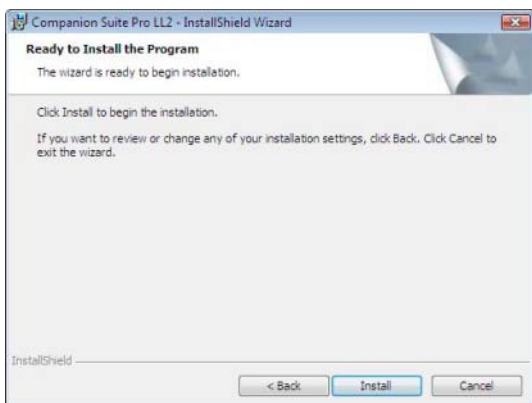 Companion Suite Pro LL2 - InstallShield Wizard
Ready to Install the Program
The wizard is ready to begin installation.
Click Install to begin the installation.
If you want to review or change any of your installation settings, click Back. Click Cancel to
exit the wizard.
InstallShield
< Back
Install
Cancel